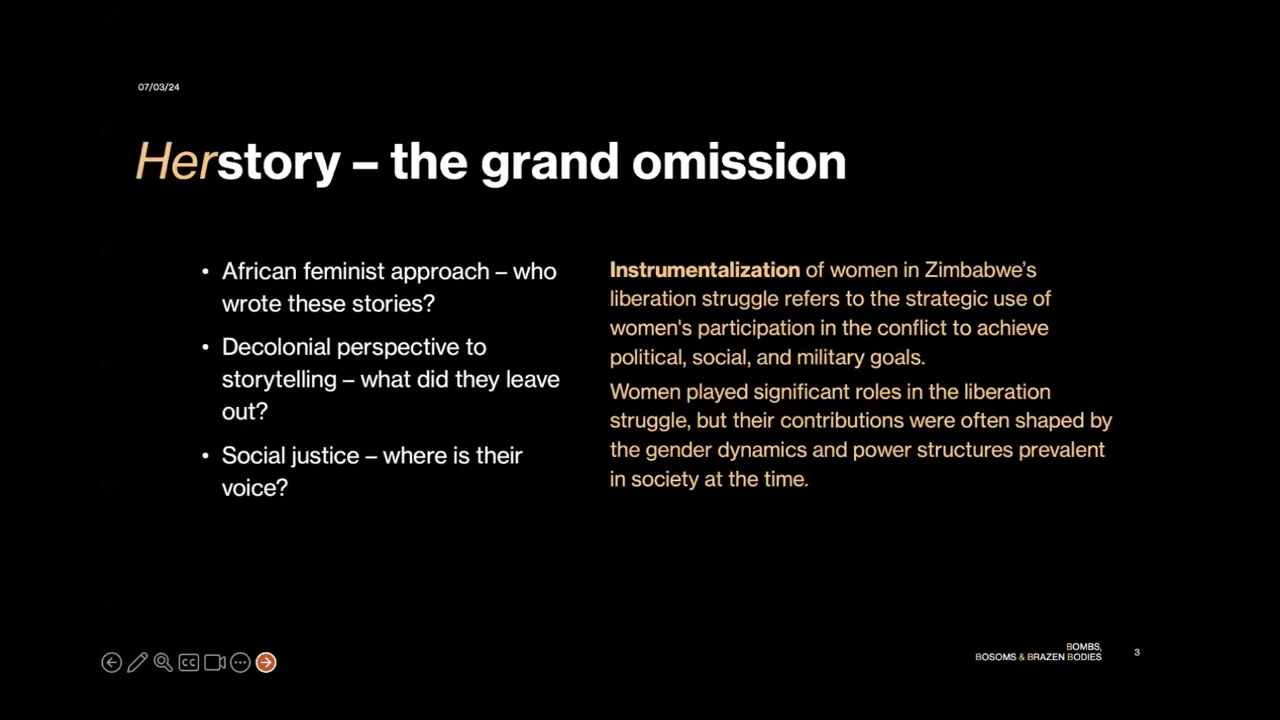 07/03/24
Herstory – the grand omission
• African feminist approach – who
wrote these stories?
• Decolonial perspective to
storytelling – what did they leave
out?
• Social justice – where is their
voice?
Instrumentalization of women in Zimbabwe’s
liberation struggle refers to the strategic use of
women's participation in the conflict to achieve
political, social, and military goals.
Women played significant roles in the liberation
struggle, but their contributions were often shaped by
the gender dynamics and power structures prevalent
in society at the time.
CC
BOMBS,
BOSOMS & BRAZEN BODIES
3